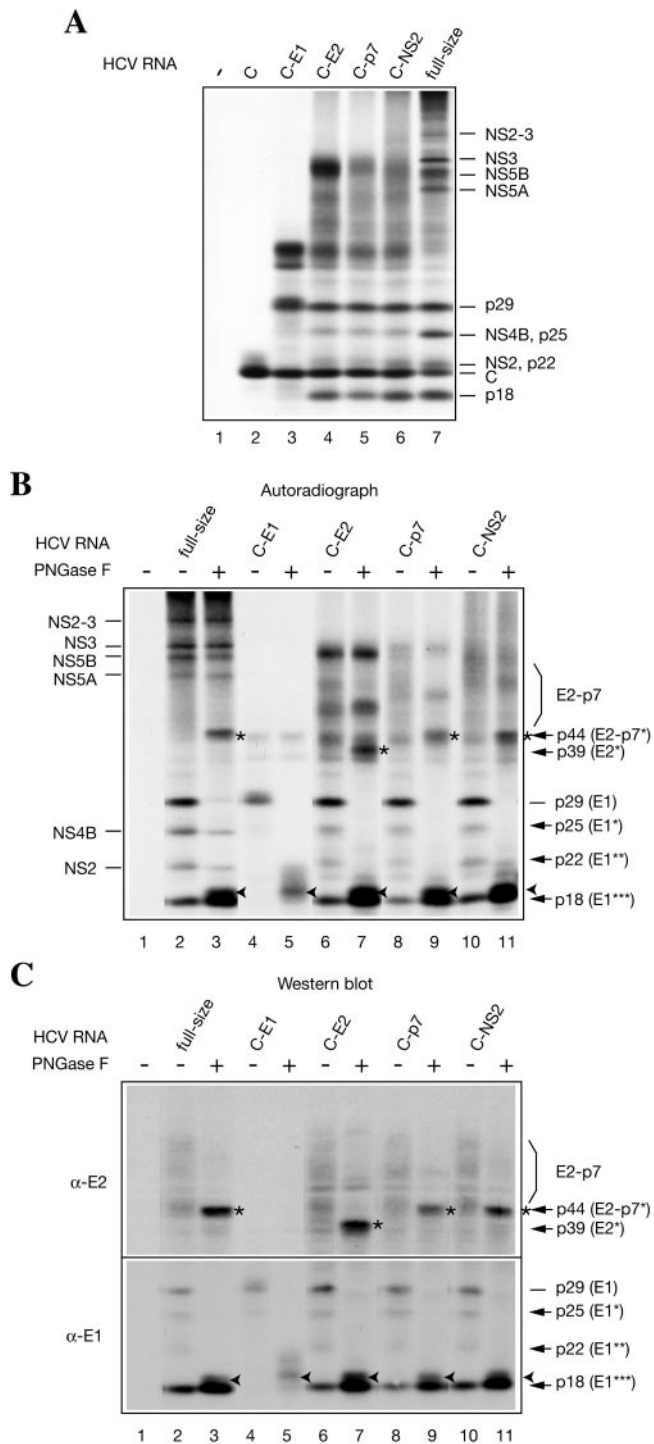 A
HCV RNA - C C-E1 C-E2 C-p7 C-NS2 full-size
NS2-3
NS3
NS5B
NS5A
p29
NS4B, p25
NS2, p22
C
p18
1 2 3 4 5 6 7
B
Autoradiograph
HCV RNA full-size C-E1 C-E2 C-p7 C-NS2
PNGase F - - + - + - + - + - +
NS2-3
NS3
NS5B
NS5A
E2-p7
* * * * p44 (E2-p7*)
* p39 (E2*)
p29 (E1)
p25 (E1*)
NS4B
p22 (E1**)
NS2
p18 (E1***)
1 2 3 4 5 6 7 8 9 10 11
C
Western blot
HCV RNA full-size C-E1 C-E2 C-p7 C-NS2
PNGase F - - + - + - + - + - +
α-E2
E2-p7
* * * p44 (E2-p7*)
* p39 (E2*)
α-E1
p29 (E1)
p25 (E1*)
p22 (E1**)
p18 (E1***)
1 2 3 4 5 6 7 8 9 10 11